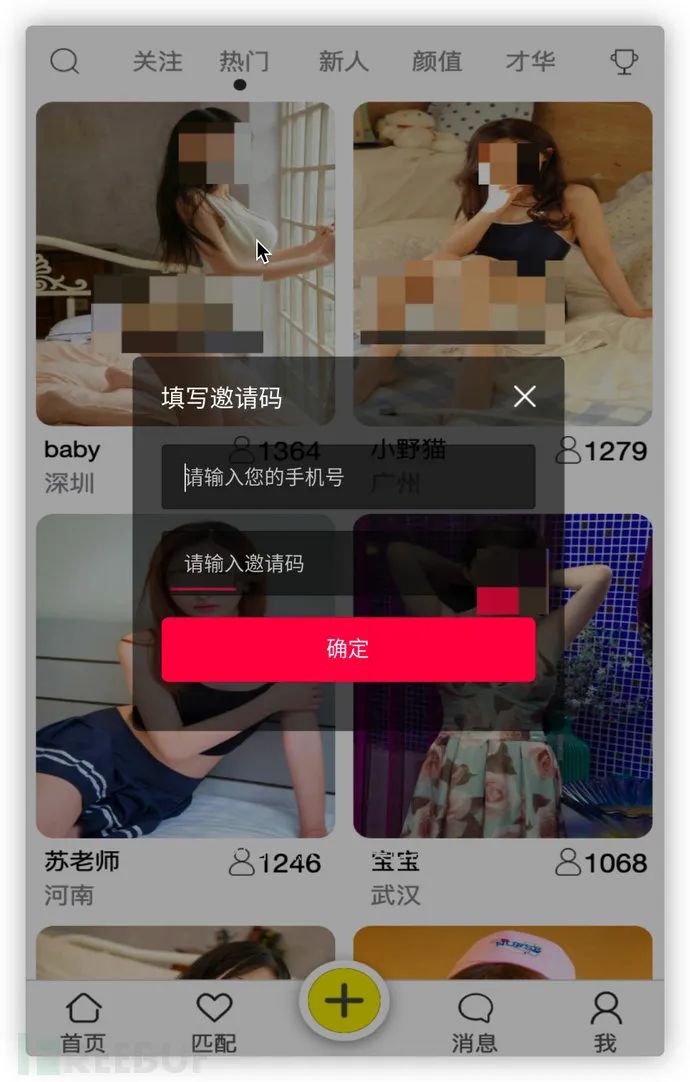 关注 热门 新人 颜值 才华
填写邀请码
baby 1364 小野猫 1279
请输入您的手机号
深圳 广州
请输入邀请码
确定
苏老师 1246 宝宝 1068
河南 武汉
首页 匹配 消息 我
REEBUF